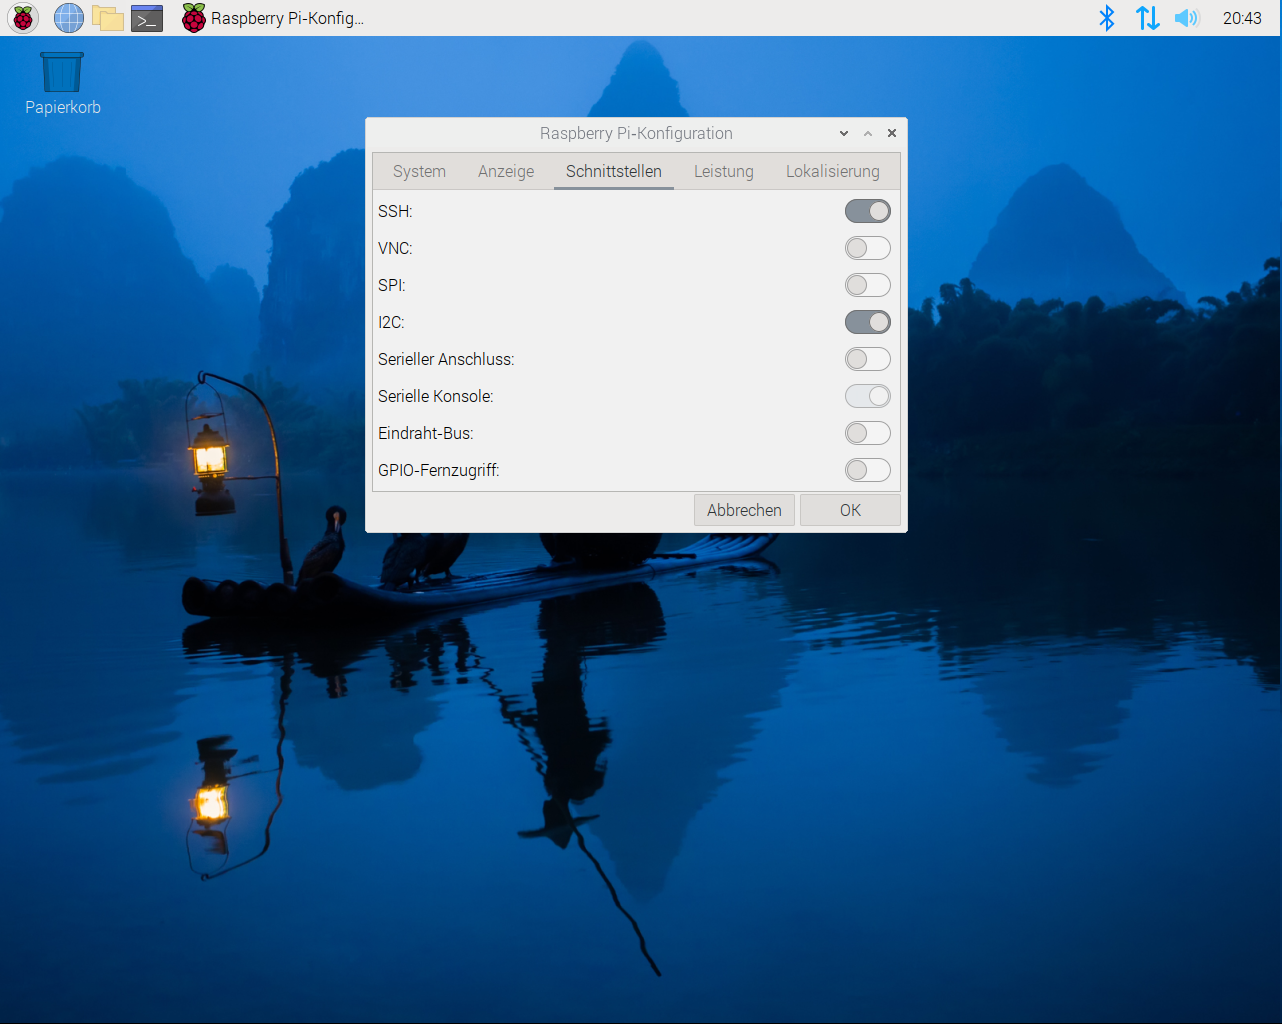 Raspberry Pi-Konfig... 20:43
Papierkorb
Raspberry Pi-Konfiguration
System Anzeige Schnittstellen Leistung Lokalisierung
SSH:
VNC:
SPI:
I2C:
Serieller Anschluss:
Serielle Konsole:
Eindraht-Bus:
GPIO-Fernzugriff:
Abbrechen OK